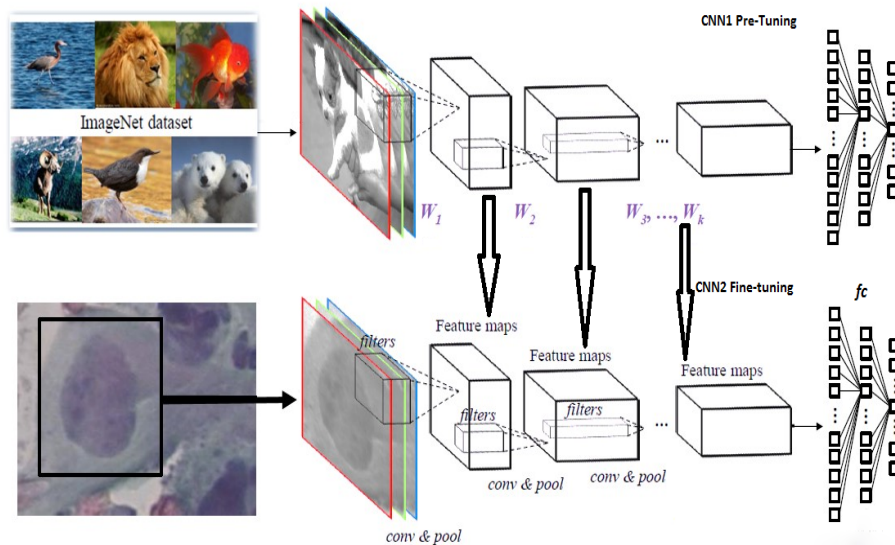 CNN1 Pre-Tuning
ImageNet dataset
...
W1 W2 W3, ..., Wk
CNN2 Fine-tuning
fc
Feature maps
filters
Feature maps
Feature maps
filters
filters
...
conv & pool
conv & pool
conv & pool